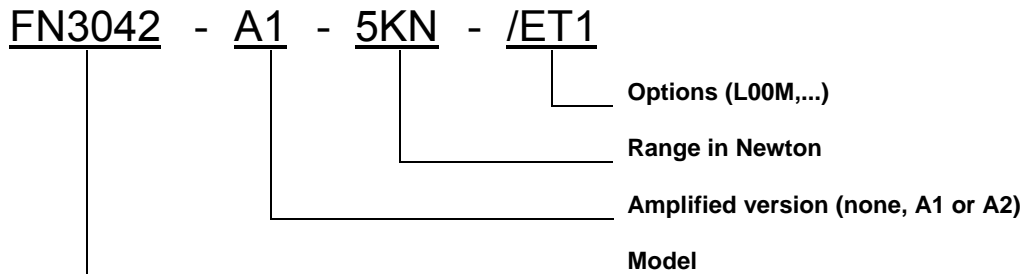 FN3042 - A1 - 5KN - /ET1
Options (L00M,...)
Range in Newton
Amplified version (none, A1 or A2)
Model